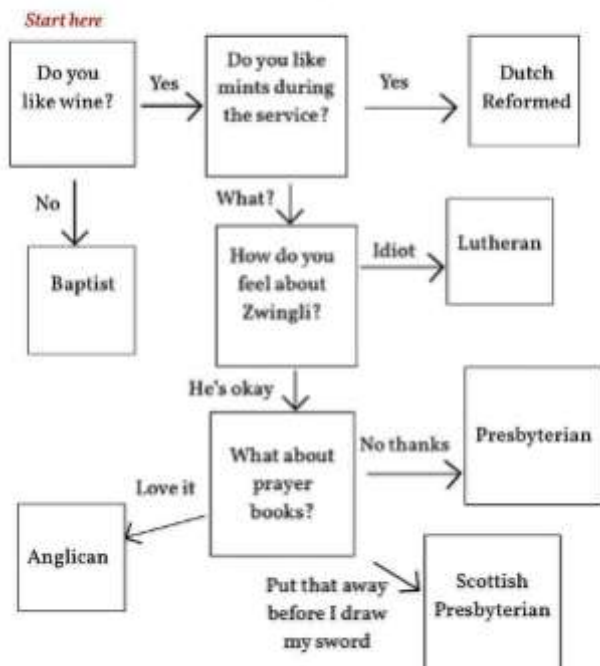 Start here
Do you
like wine?
Yes
Do you like
mints during
the service?
Yes
Dutch
Reformed
No
What?
Baptist
How do you
feel about
Zwingli?
Idiot
Lutheran
He's okay
What about
prayer
books?
No thanks
Presbyterian
Love it
Anglican
Put that away
before I draw
my sword
Scottish
Presbyterian